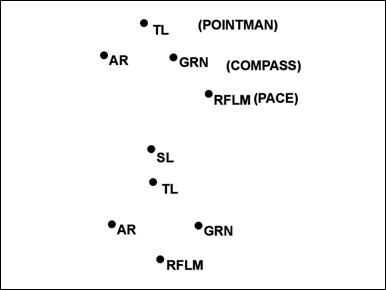 TL (POINTMAN)
AR GRN (COMPASS)
RFLM (PACE)
SL
TL
AR GRN
RFLM